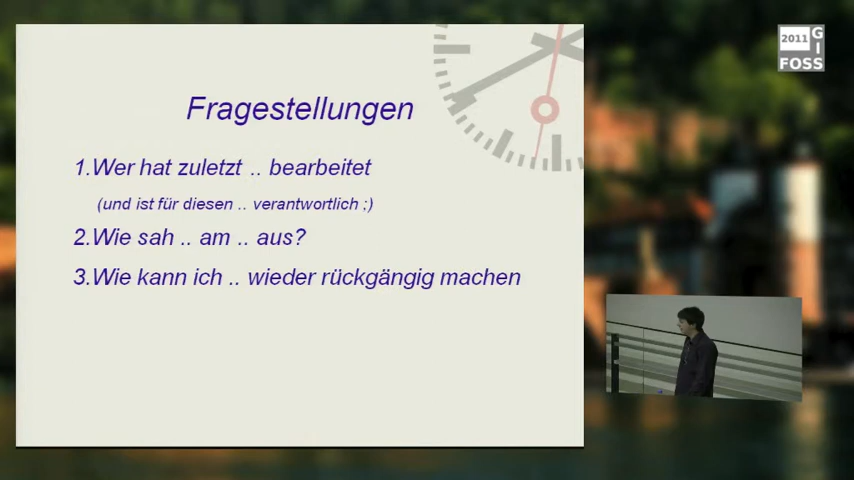 2011 G
I
FOSS
Fragestellungen
1.Wer hat zuletzt .. bearbeitet
(und ist für diesen .. verantwortlich ;)
2.Wie sah .. am .. aus?
3.Wie kann ich .. wieder rückgängig machen